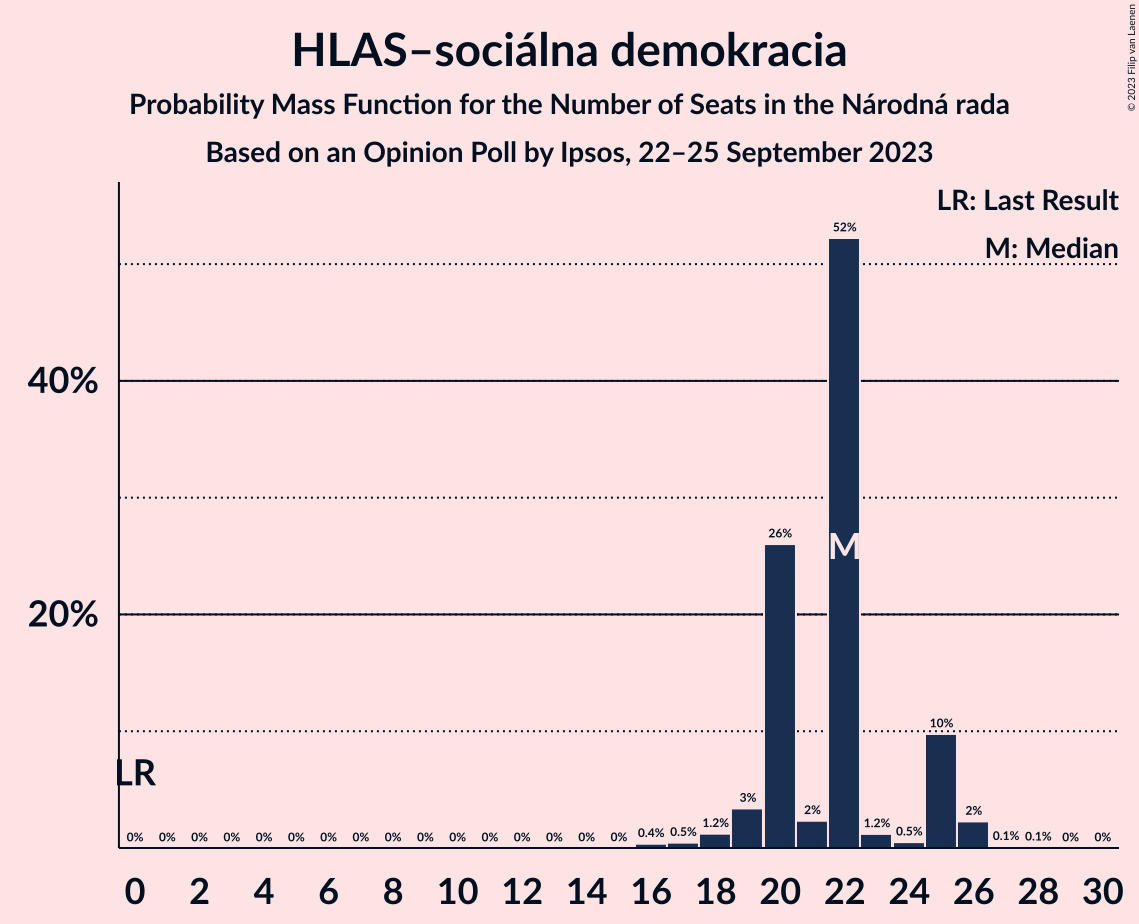 HLAS–sociálna demokracia
Probability Mass Function for the Number of Seats in the Národná rada
Based on an Opinion Poll by Ipsos, 22–25 September 2023
© 2023 Filip van Laenen
LR: Last Result
M: Median
40%
20%
LR
M
0% 0% 0% 0% 0% 0% 0% 0% 0% 0% 0% 0% 0% 0% 0% 0% 0.4% 0.5% 1.2% 3% 26% 2% 52% 1.2% 0.5% 10% 2% 0.1% 0.1% 0% 0%
0 2 4 6 8 10 12 14 16 18 20 22 24 26 28 30